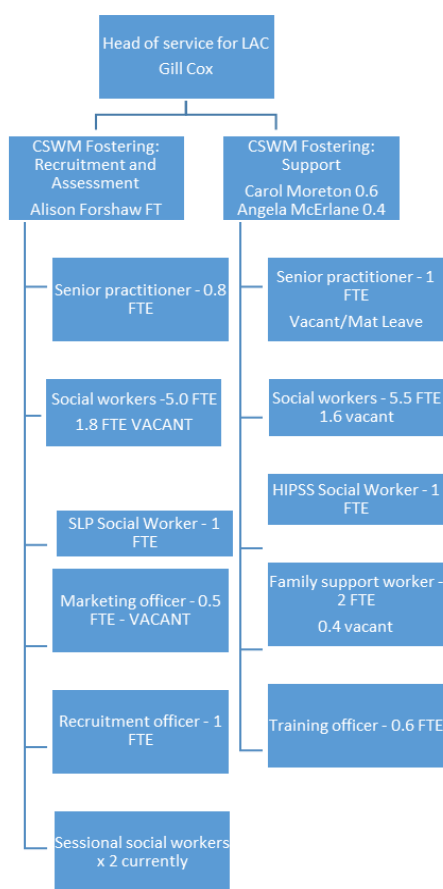 Head of service for LAC
Gill Cox
CSWM Fostering:
Recruitment and
Assessment
Alison Forshaw FT
CSWM Fostering:
Support
Carol Moreton 0.6
Angela McErlane 0.4
Senior practitioner - 0.8
FTE
Social workers -5.0 FTE
1.8 FTE VACANT
SLP Social Worker - 1
FTE
Marketing officer - 0.5
FTE - VACANT
Recruitment officer - 1
FTE
Sessional social workers
x 2 currently
Senior practitioner - 1
FTE
Vacant/Mat Leave
Social workers - 5.5 FTE
1.6 vacant
HIPSS Social Worker - 1
FTE
Family support worker -
2 FTE
0.4 vacant
Training officer - 0.6 FTE